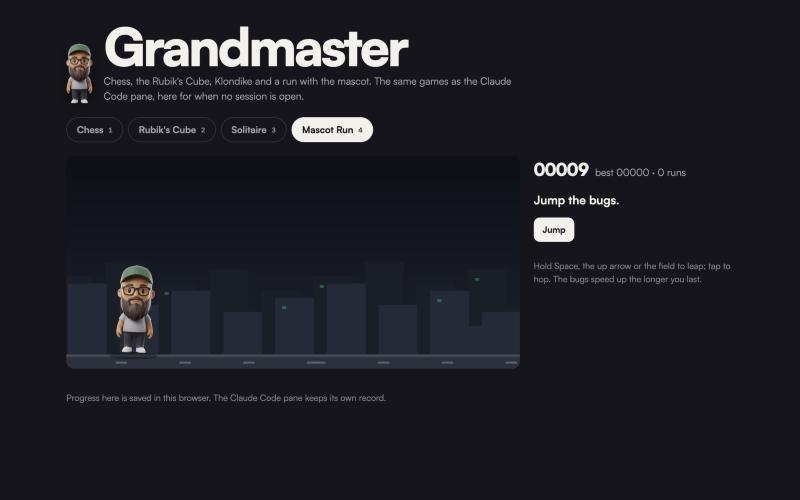 Grandmaster
Chess, the Rubik's Cube, Klondike and a run with the mascot. The same games as the Claude
Code pane, here for when no session is open.
Chess 1
Rubik's Cube 2
Solitaire 3
Mascot Run 4
00009 best 00000 · 0 runs
Jump the bugs.
Jump
Hold Space, the up arrow or the field to leap; tap to
hop. The bugs speed up the longer you last.
Progress here is saved in this browser. The Claude Code pane keeps its own record.